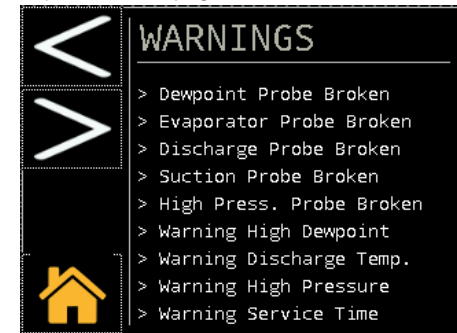 WARNINGS
> Dewpoint Probe Broken
> Evaporator Probe Broken
> Discharge Probe Broken
> Suction Probe Broken
> High Press. Probe Broken
> Warning High Dewpoint
> Warning Discharge Temp.
> Warning High Pressure
> Warning Service Time